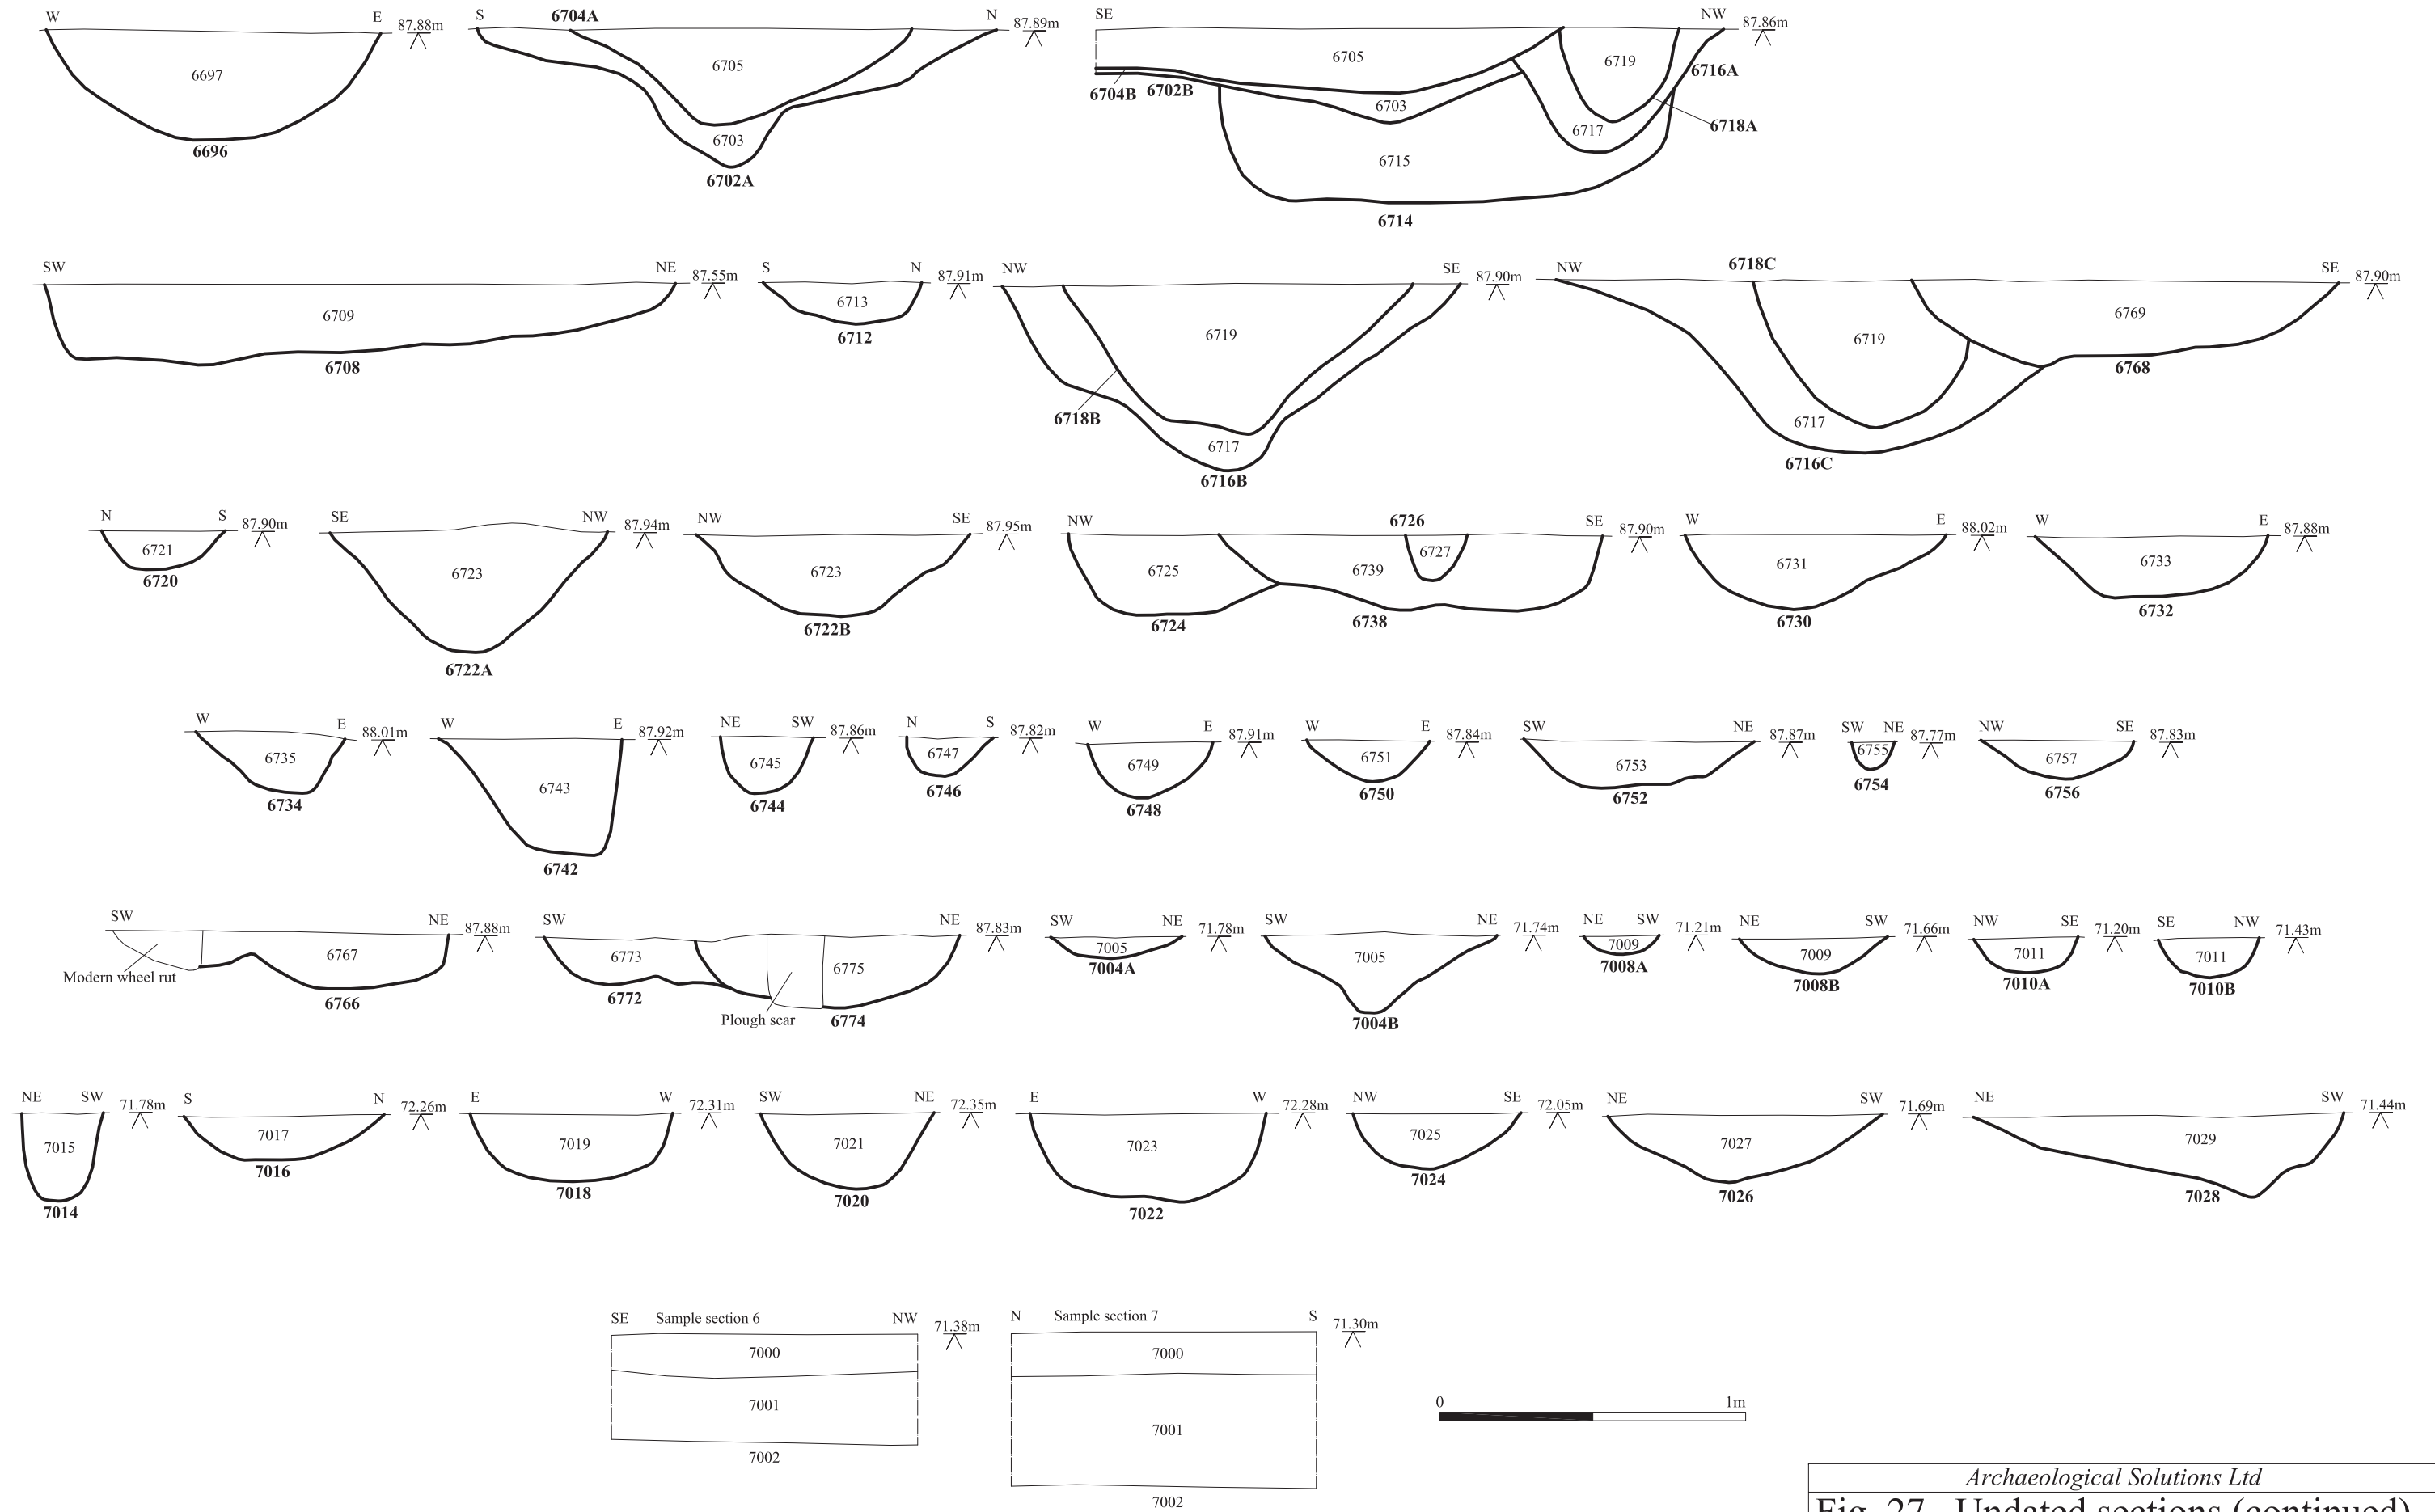 W E 87.88m
6697
6696
S 6704A N 87.89m
6705
6703
6702A
SE NW 87.86m
6705 6719
6716A
6704B 6702B
6703
6717 6718A
6715
6714
SW NE 87.55m
6709
6708
S N 87.91m
6713
6712
NW SE 87.90m
6719
6718B
6717
6716B
NW 6718C SE 87.90m
6719 6769
6768
6717
6716C
N S 87.90m
6721
6720
SE NW 87.94m
6723
6722A
NW SE 87.95m
6723
6722B
NW 6726 SE 87.90m
6725 6739 6727
6724 6738
W E 88.02m
6731
6730
W E 87.88m
6733
6732
W E 88.01m
6735
6734
W E 87.92m
6743
6742
NE SW 87.86m
6745
6744
N S 87.82m
6747
6746
W E 87.91m
6749
6748
W E 87.84m
6751
6750
SW NE 87.87m
6753
6752
SW NE 87.77m
6755
6754
NW SE 87.83m
6757
6756
SW NE 87.88m
6767
Modern wheel rut
6766
SW NE 87.83m
6773 6775
6772
Plough scar 6774
SW NE 71.78m
7005
7004A
SW NE 71.74m
7005
7004B
NE SW 71.21m
7009
7008A
NE SW 71.66m
7009
7008B
NW SE 71.20m
7011
7010A
SE NW 71.43m
7011
7010B
NE SW 71.78m
7015
7014
S N 72.26m
7017
7016
E W 72.31m
7019
7018
SW NE 72.35m
7021
7020
E W 72.28m
7023
7022
NW SE 72.05m
7025
7024
NE SW 71.69m
7027
7026
NE SW 71.44m
7029
7028
SE Sample section 6 NW 71.38m
7000
7001
7002
N Sample section 7 S 71.30m
7000
7001
7002
0 1m
Archaeological Solutions Ltd
Fig. 27 Undated sections (continued)